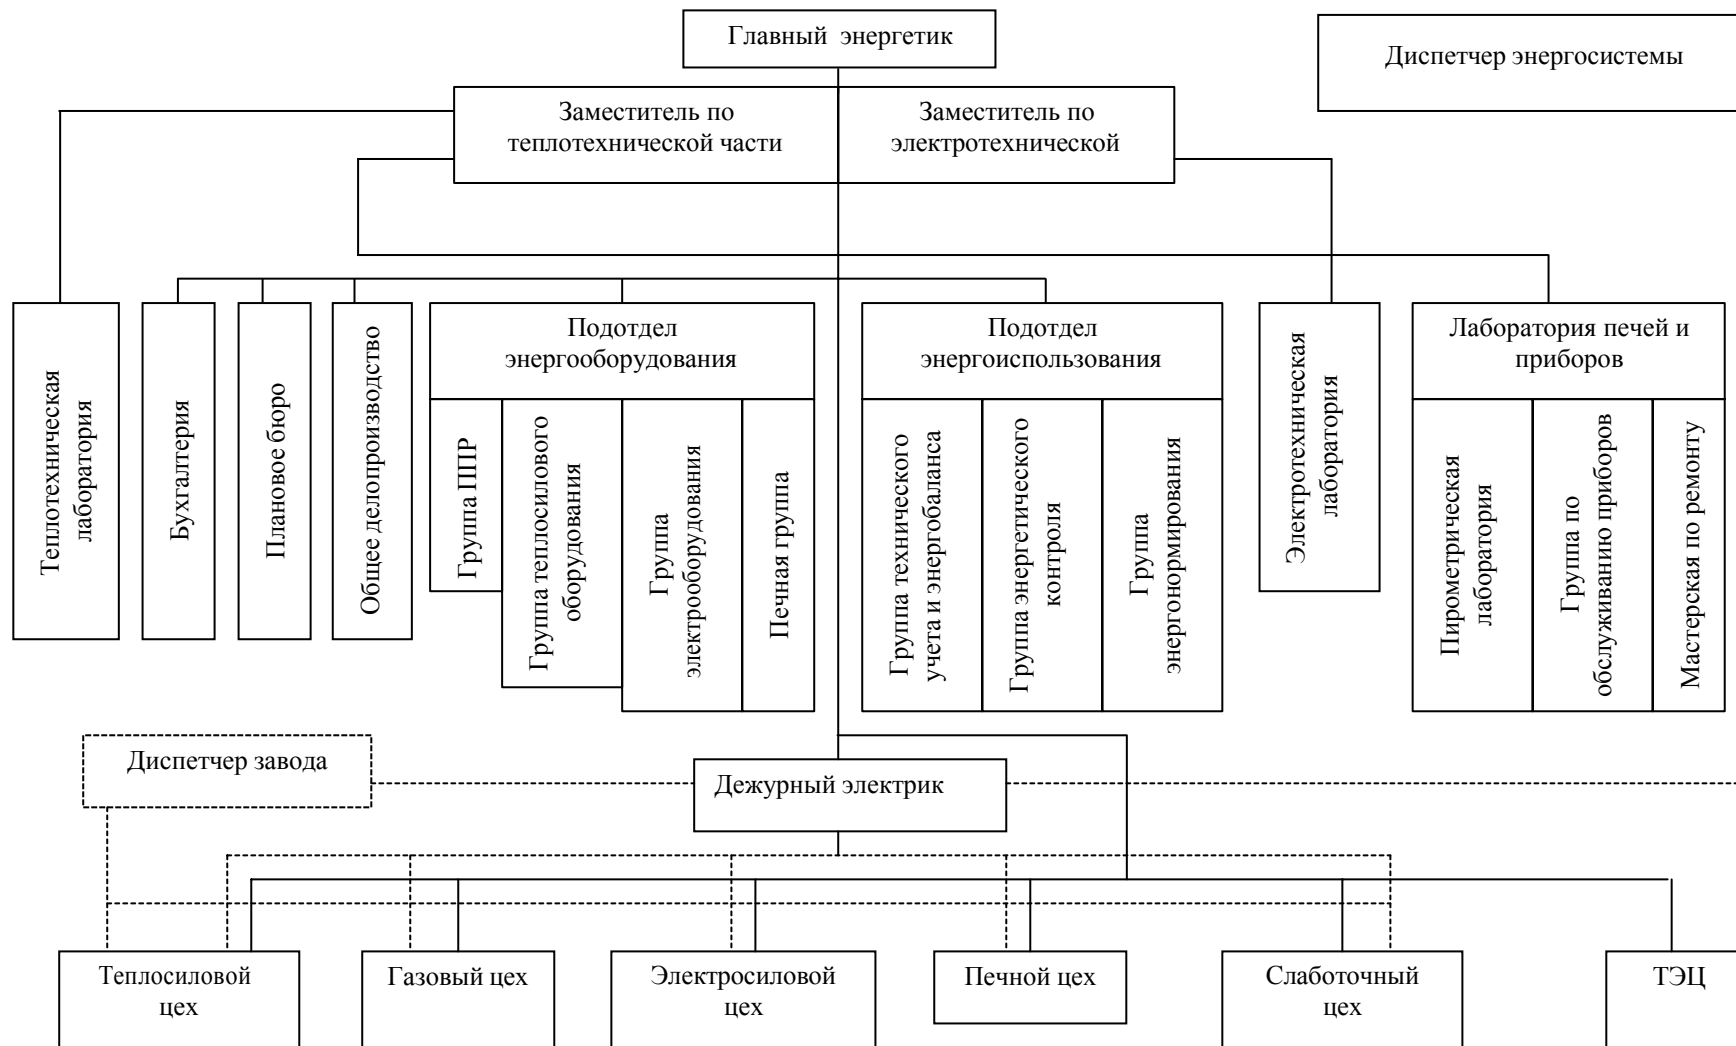 Главный энергетик
Диспетчер энергосистемы
Заместитель по
теплотехнической части
Заместитель по
электротехнической
Теплотехническая
лаборатория
Бухгалтерия
Плановое бюро
Общее делопроизводство
Подотдел
энергооборудования
Группа ППР
Группа теплосилового
оборудования
Группа
электрооборудования
Печная группа
Подотдел
энергоиспользования
Группа технического
учета и энергобаланса
Группа энергетического
контроля
Группа
энергонормирования
Электротехническая
лаборатория
Лаборатория печей и
приборов
Пирометрическая
лаборатория
Группа по
обслуживанию приборов
Мастерская по ремонту
Диспетчер завода
Дежурный электрик
Теплосиловой
цех
Газовый цех
Электросиловой
цех
Печной цех
Слаботочный
цех
ТЭЦ